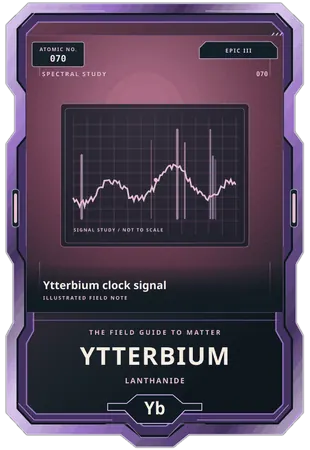 ATOMIC NO.
070
EPIC III
SPECTRAL STUDY
070
SIGNAL STUDY / NOT TO SCALE
Ytterbium clock signal
ILLUSTRATED FIELD NOTE
THE FIELD GUIDE TO MATTER
YTTERBIUM
LANTHANIDE
Yb